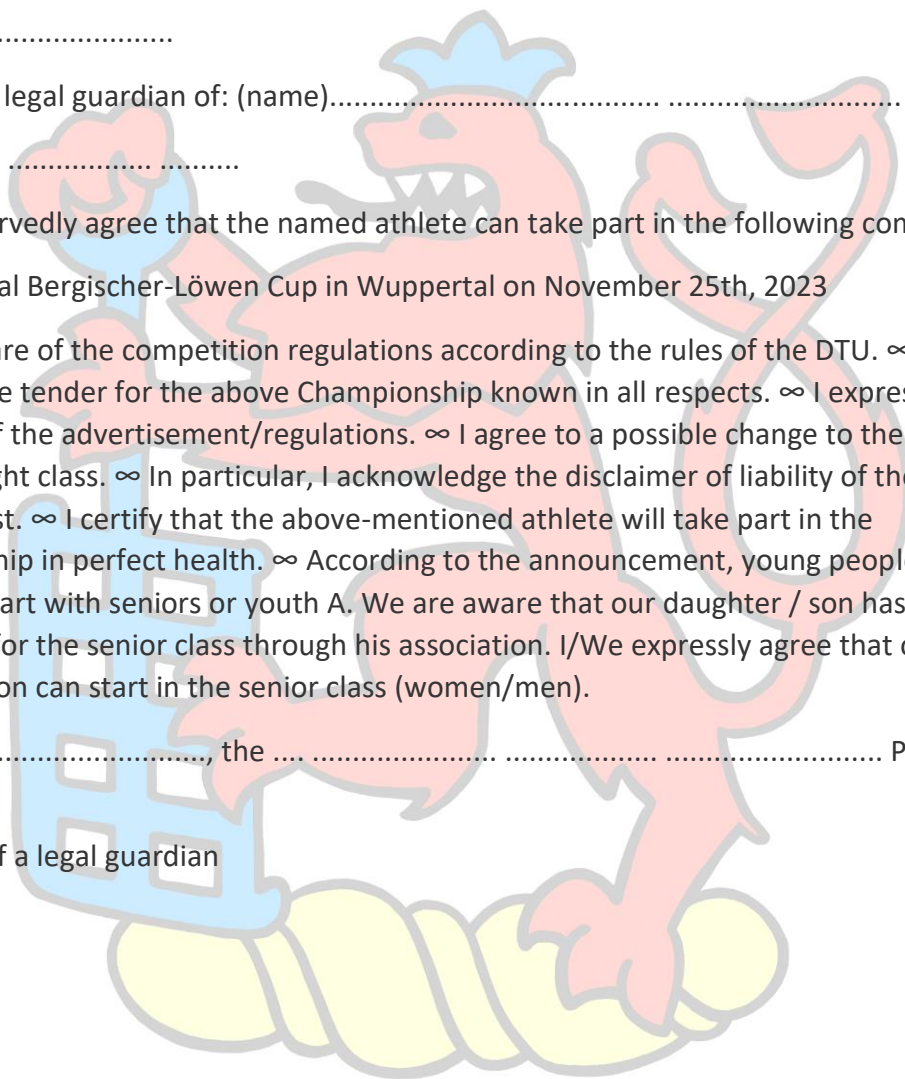 .......................
legal guardian of: (name)......................................... .............................
.................. ..........
rvedly agree that the named athlete can take part in the following con
al Bergischer-Löwen Cup in Wuppertal on November 25th, 2023
are of the competition regulations according to the rules of the DTU. ∞
e tender for the above Championship known in all respects. ∞ I expres
f the advertisement/regulations. ∞ I agree to a possible change to the
ght class. ∞ In particular, I acknowledge the disclaimer of liability of the
st. ∞ I certify that the above-mentioned athlete will take part in the
hip in perfect health. ∞ According to the announcement, young people
art with seniors or youth A. We are aware that our daughter / son has
for the senior class through his association. I/We expressly agree that o
on can start in the senior class (women/men).
.........................., the .... ....................... ................... ........................... P
f a legal guardian